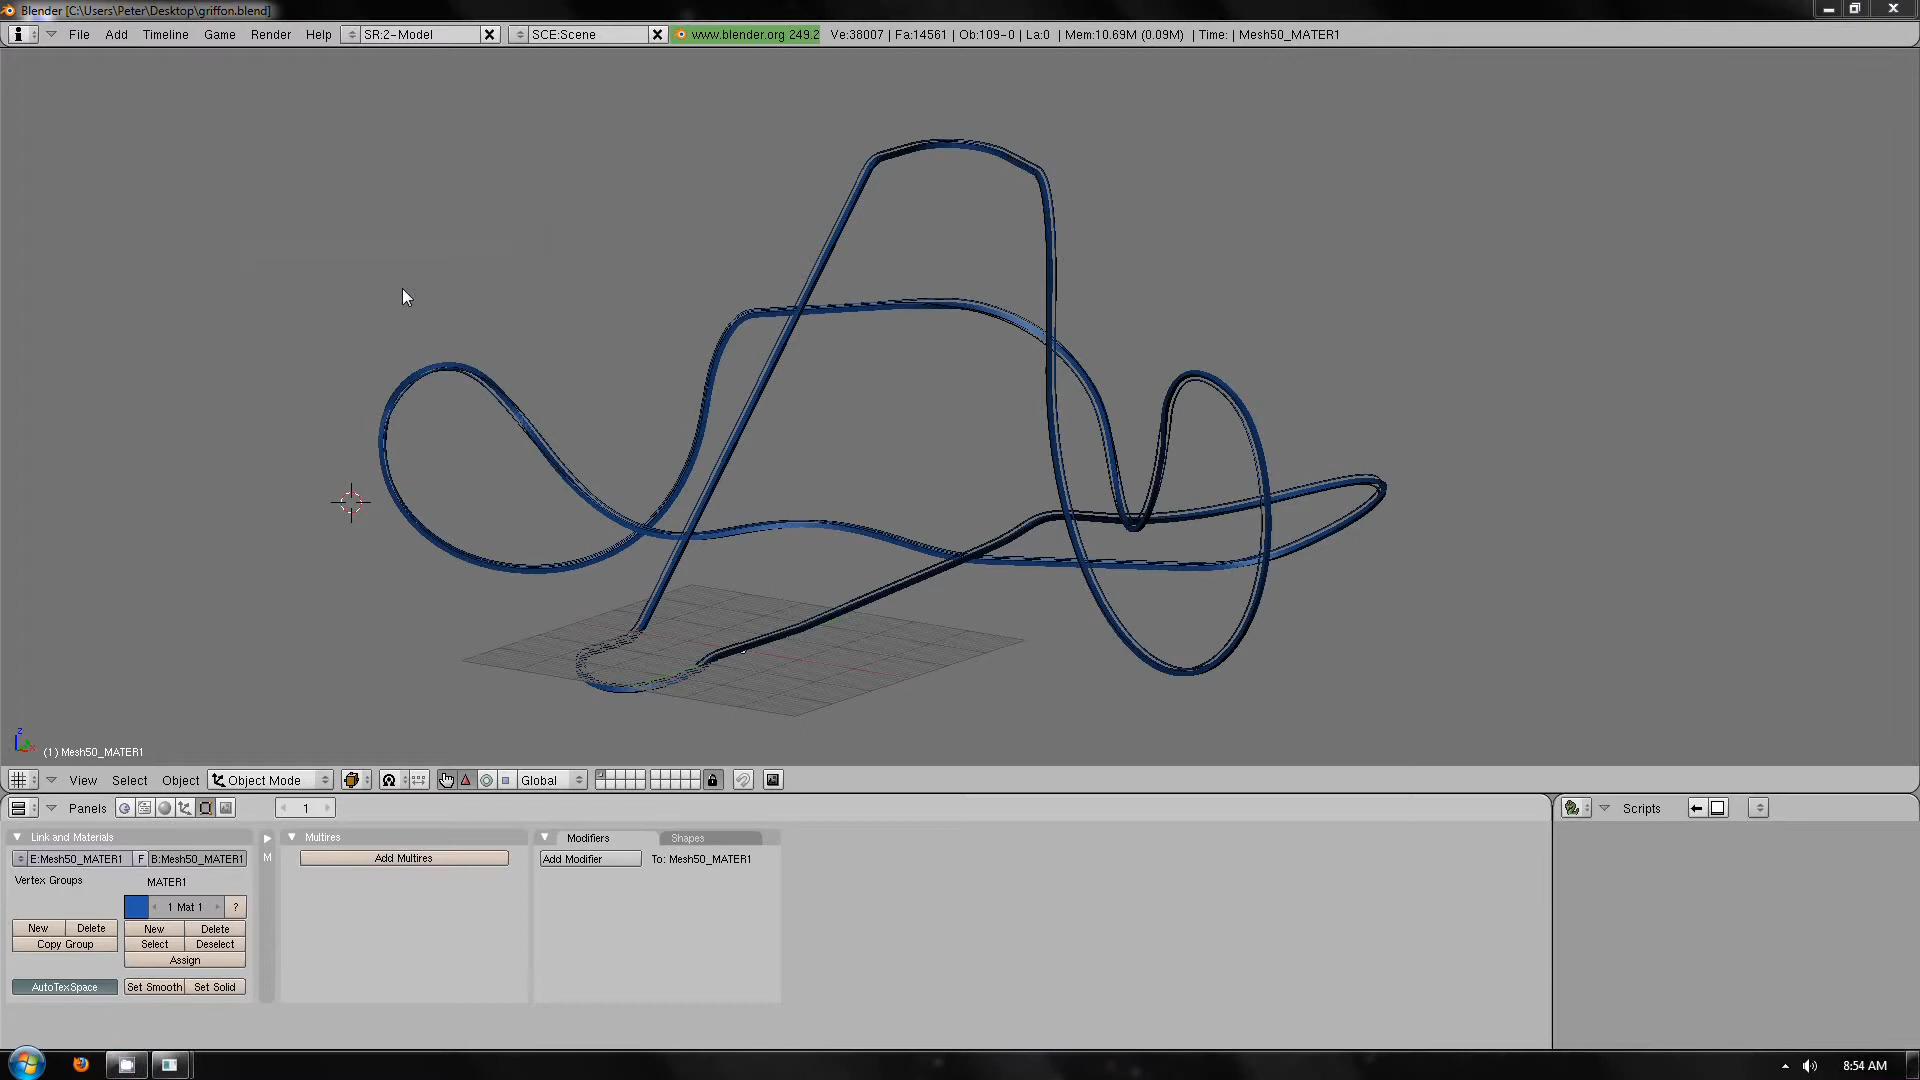 Blender [C:\Users\Peter\Desktop\griffon.blend]
File Add Timeline Game Render Help SR:2-Model SCE:Scene www.blender.org 249.2 Ve:38007 | Fa:14561 | Ob:109-0 | La:0 | Mem:10.69M (0.09M) | Time: | Mesh50_MATER1
z
(1) Mesh50_MATER1
View Select Object Object Mode Global
Panels 1 Scripts
Link and Materials M Multires Modifiers Shapes
E:Mesh50_MATER1 F B:Mesh50_MATER1 Add Multires Add Modifier To: Mesh50_MATER1
Vertex Groups MATER1
1 Mat 1 ?
New Delete New Delete
Copy Group Select Deselect
Assign
AutoTexSpace Set Smooth Set Solid
8:54 AM